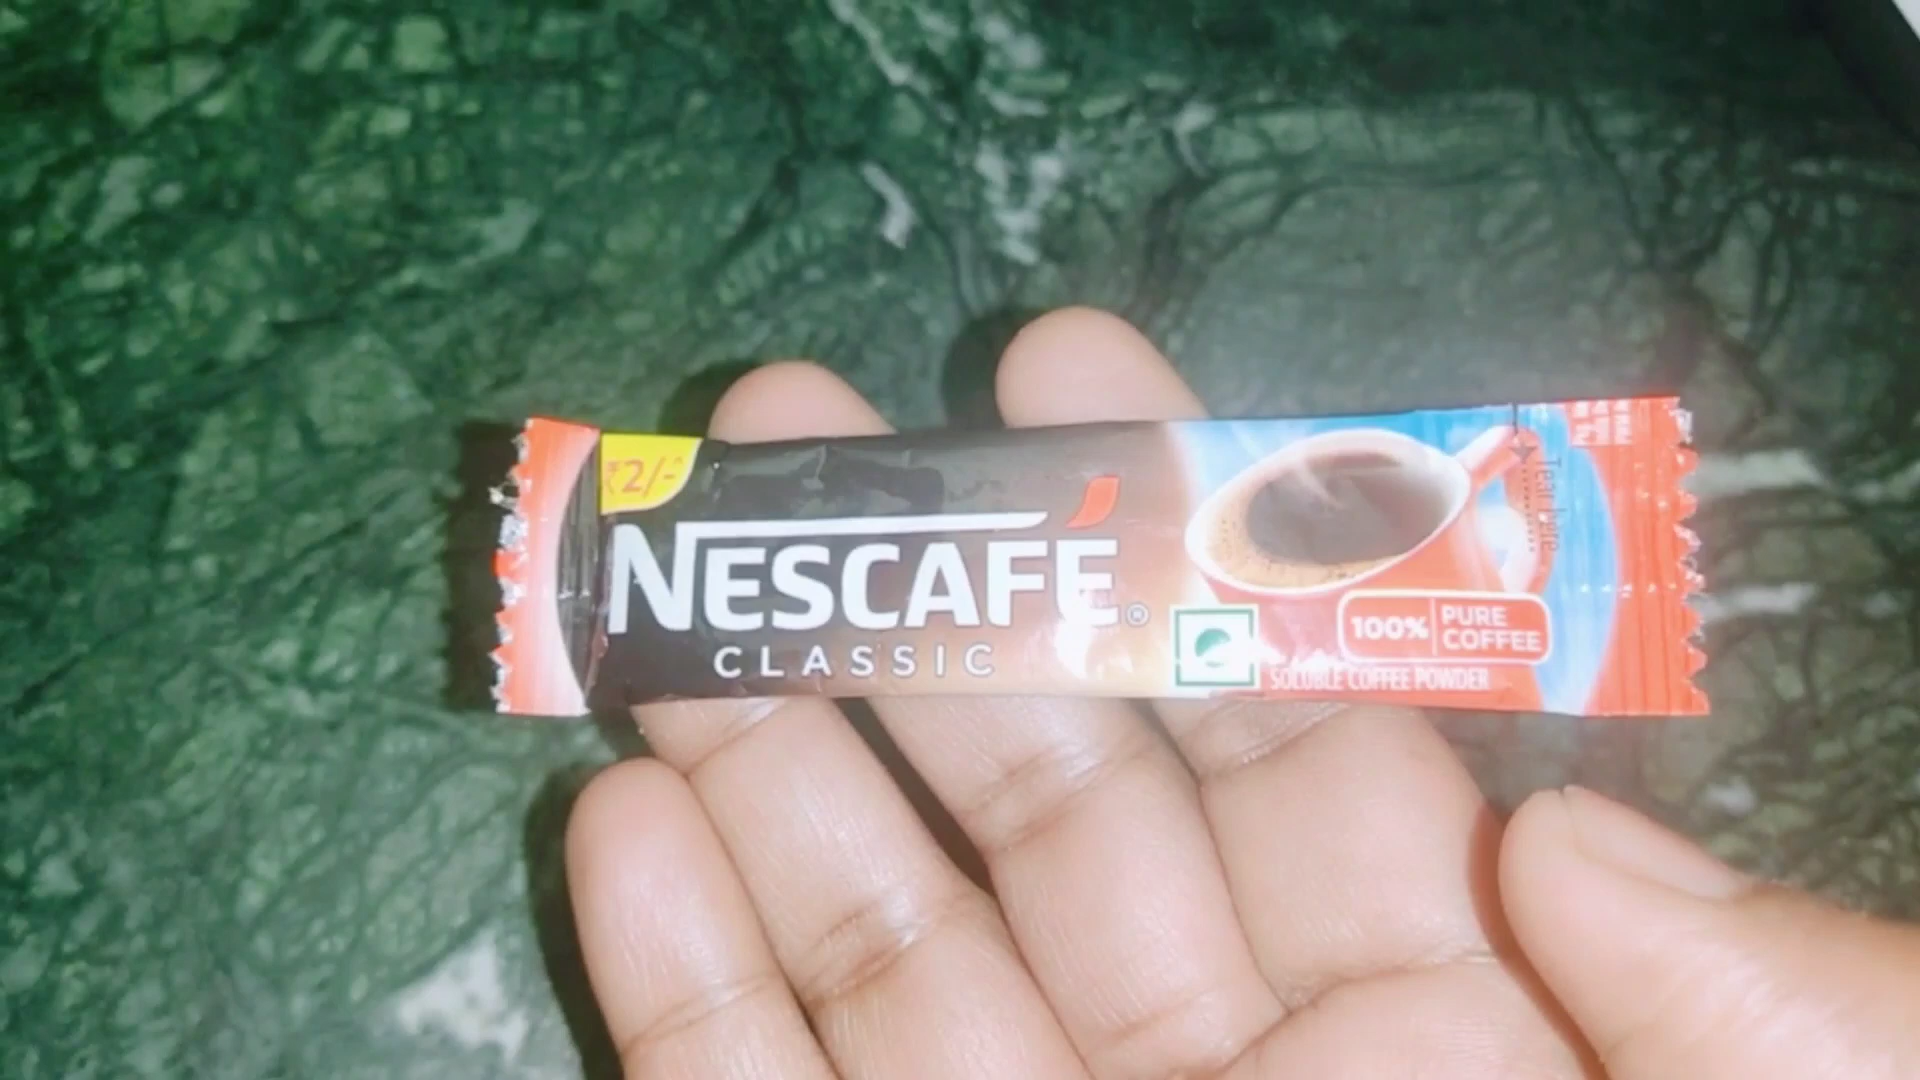 ₹2/-
NESCAFÉ®
CLASSIC
100% PURE
COFFEE
SOLUBLE COFFEE POWDER
Tear here